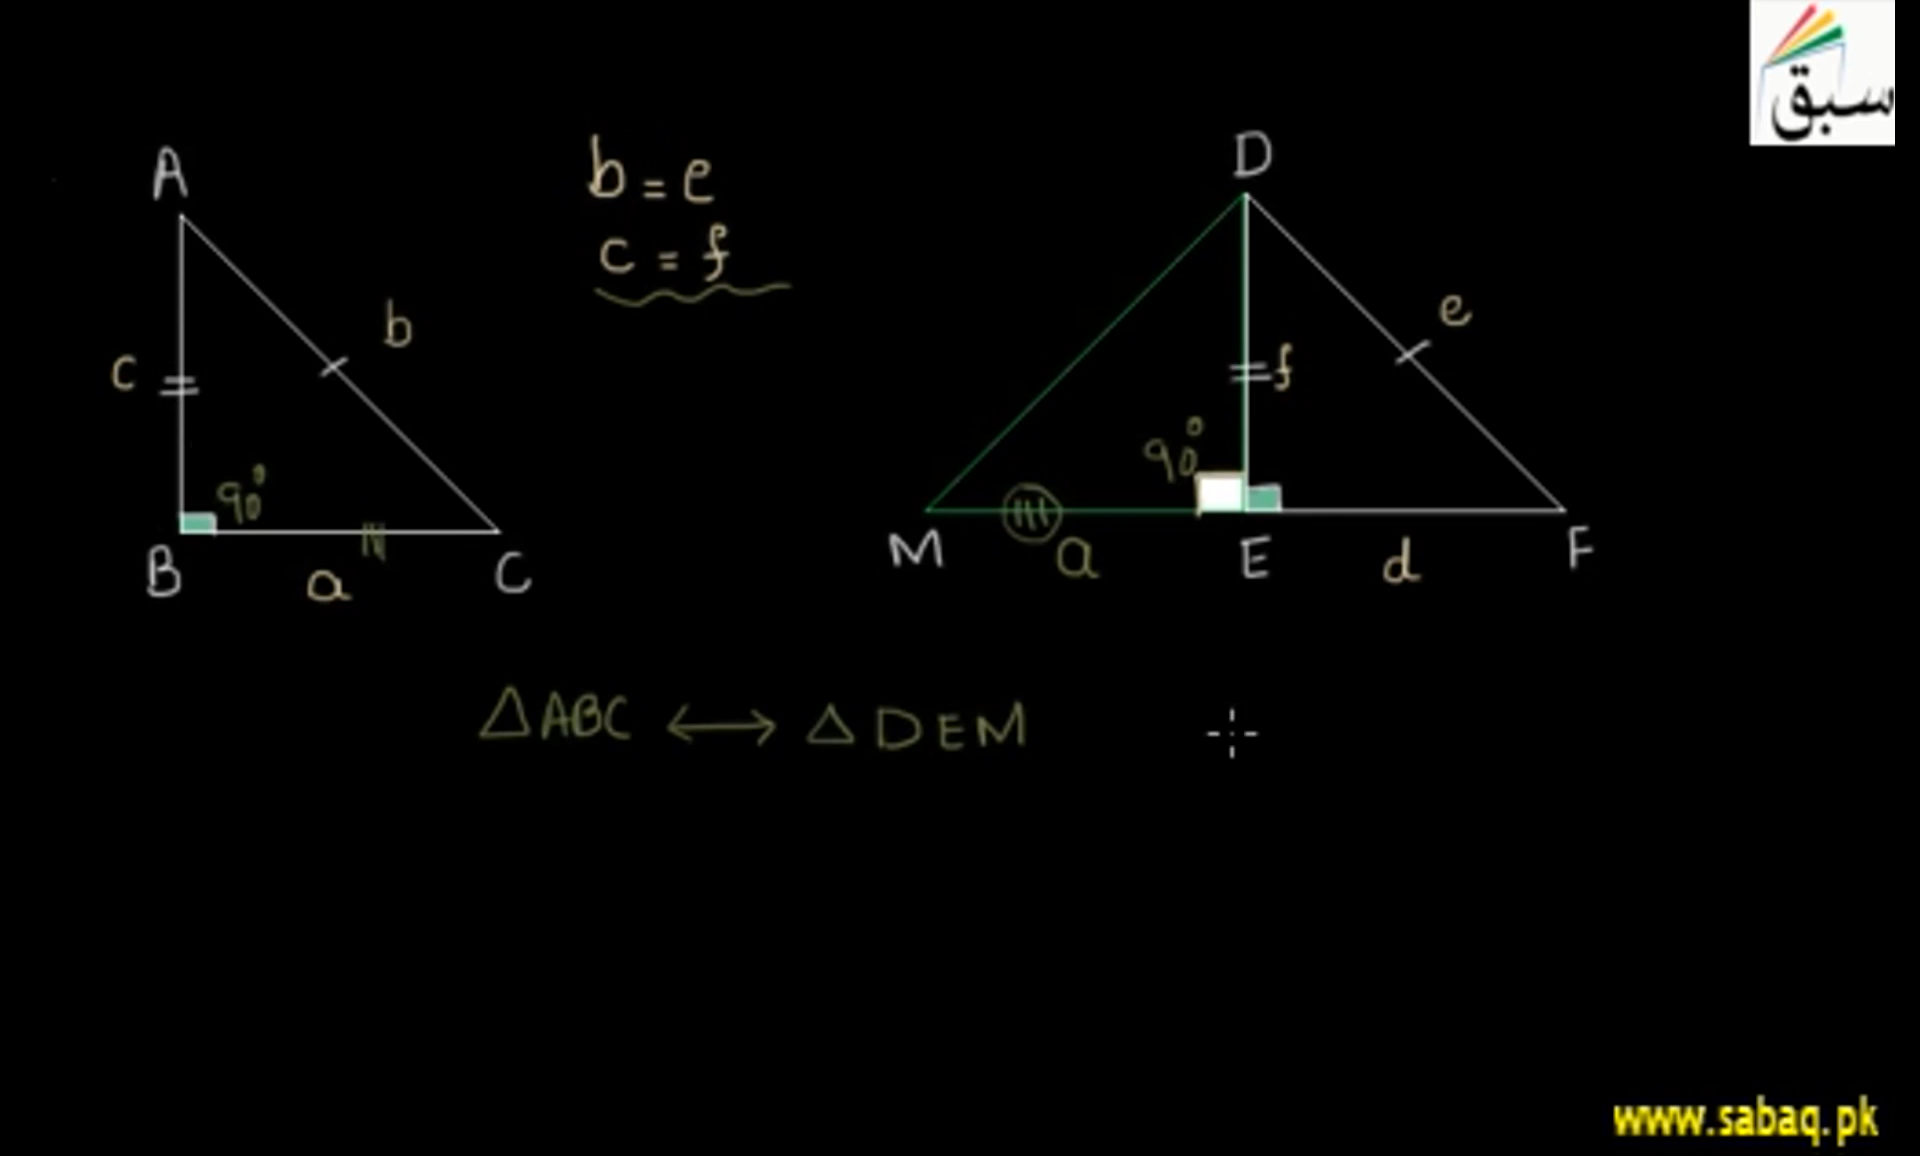 سبق
A
b = e
c = f
D
c
b
f
e
90°
90°
B
a
C
M
a
E
d
F
△ABC ↔ △DEM
www.sabaq.pk